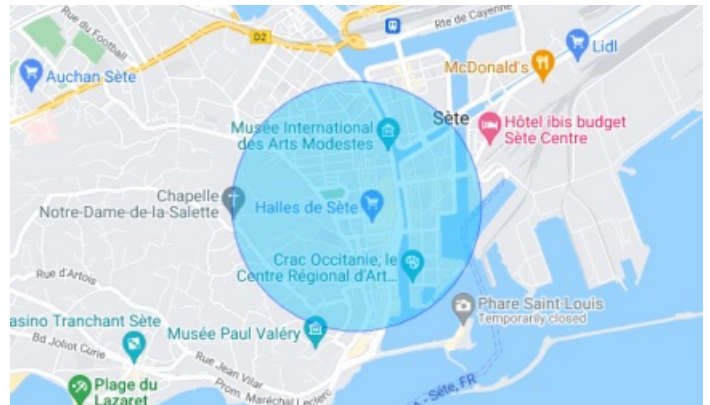 Rue du Football
D2
Rte de Cayenne
Lidl
McDonald's
Auchan Sète
Sète
Musée International
des Arts Modestes
Hôtel ibis budget
Sète Centre
Chapelle
Notre-Dame-de-la-Salette
Halles de Sète
Crac Occitanie, le
Centre Régional d'Art...
Rue d'Artois
Phare Saint-Louis
Temporarily closed
asino Tranchant Sète
Musée Paul Valéry
Bd Joliot Curie
Rue Jean Vilar
Prom. Maréchal Leclerc
Plage du
Lazaret
A - Sète, FR